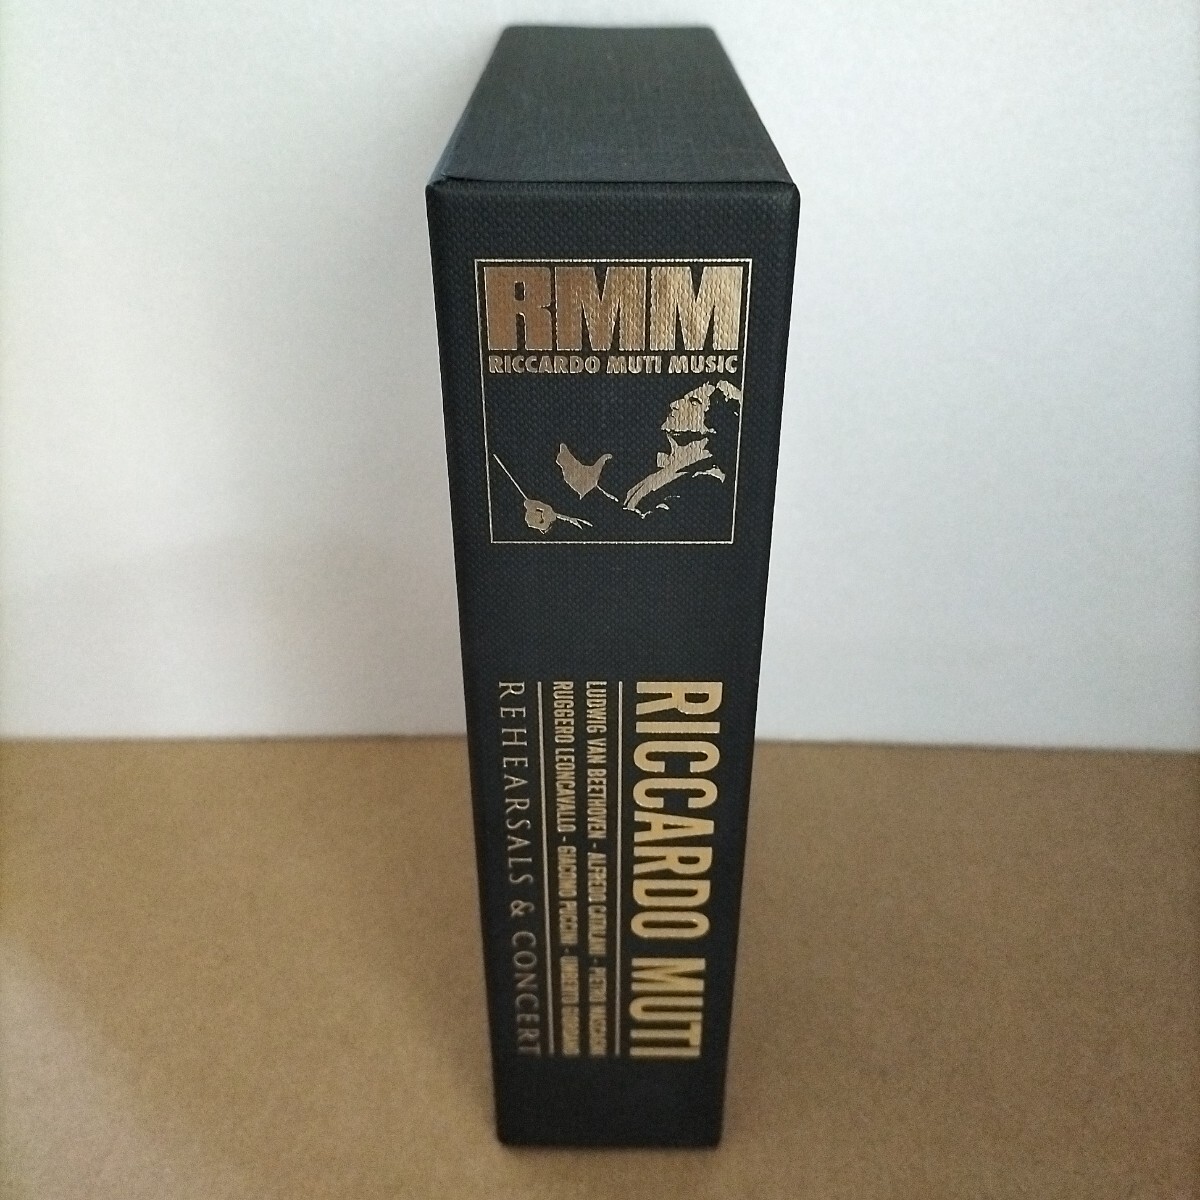 RMM
RICCARDO MUTI MUSIC
RICCARDO MUTI
LUDWIG VAN BEETHOVEN - ALFREDO CATALANI - PIETRO MASCAGNI
RUGGERO LEONCAVALLO - GIACOMO PUCCINI - UMBERTO GIORDANO
REHEARSALS & CONCERT